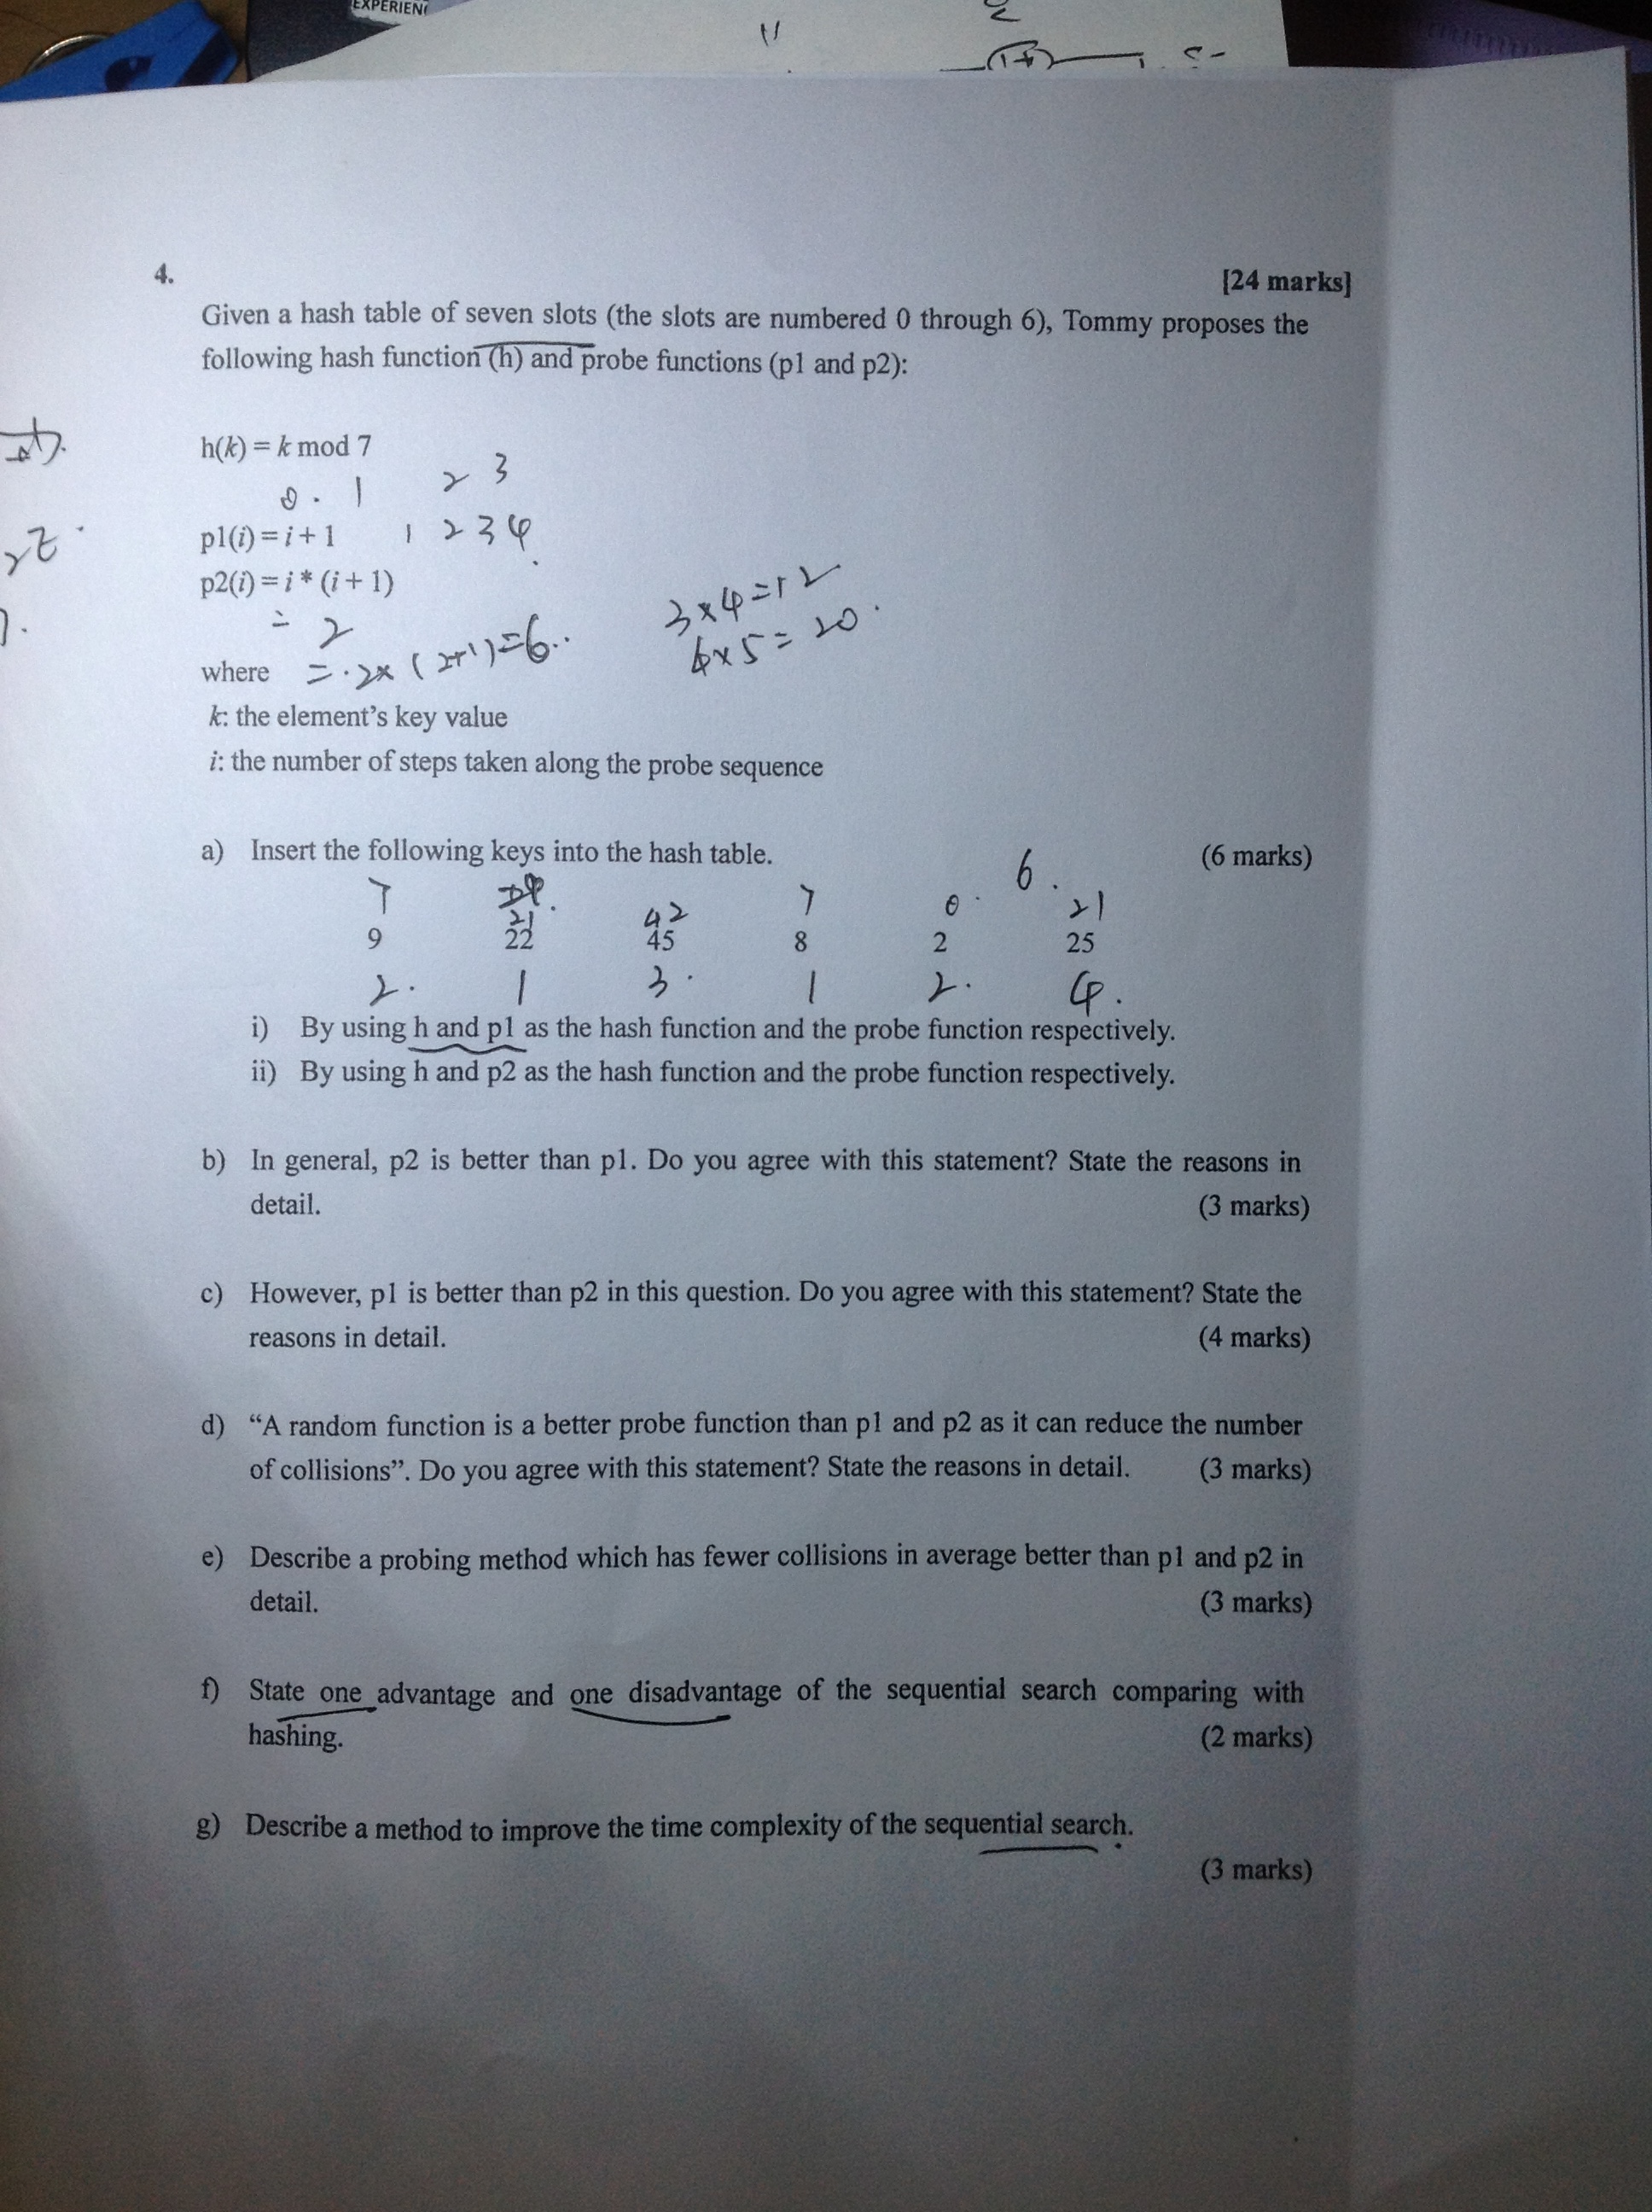 EXPERIEN
4.
[24 marks]
Given a hash table of seven slots (the slots are numbered 0 through 6), Tommy proposes the
following hash function (h) and probe functions (p1 and p2):
h(k) = k mod 7
0. 1 2 3
p1(i) = i + 1 1 2 3 4
p2(i) = i * (i + 1)
= 2
3×4=12
where = 2× (2+1)=6..
4×5= 20.
k: the element's key value
i: the number of steps taken along the probe sequence
a) Insert the following keys into the hash table. (6 marks)
6.
7 21 42 7 0. 21
9 22 45 8 2 25
2. 1 3. 1 2. 4.
i) By using h and p1 as the hash function and the probe function respectively.
ii) By using h and p2 as the hash function and the probe function respectively.
b) In general, p2 is better than p1. Do you agree with this statement? State the reasons in
detail. (3 marks)
c) However, p1 is better than p2 in this question. Do you agree with this statement? State the
reasons in detail. (4 marks)
d) “A random function is a better probe function than p1 and p2 as it can reduce the number
of collisions”. Do you agree with this statement? State the reasons in detail. (3 marks)
e) Describe a probing method which has fewer collisions in average better than p1 and p2 in
detail. (3 marks)
f) State one advantage and one disadvantage of the sequential search comparing with
hashing. (2 marks)
g) Describe a method to improve the time complexity of the sequential search.
(3 marks)